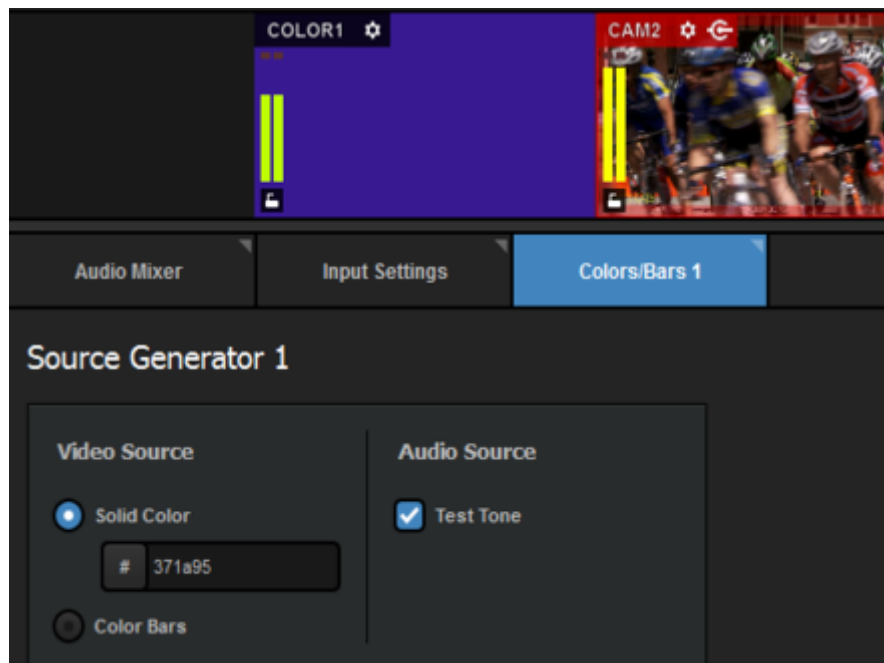 COLOR1
CAM2
Audio Mixer
Input Settings
Colors/Bars 1
Source Generator 1
Video Source
Audio Source
Solid Color
Test Tone
# 371a95
Color Bars